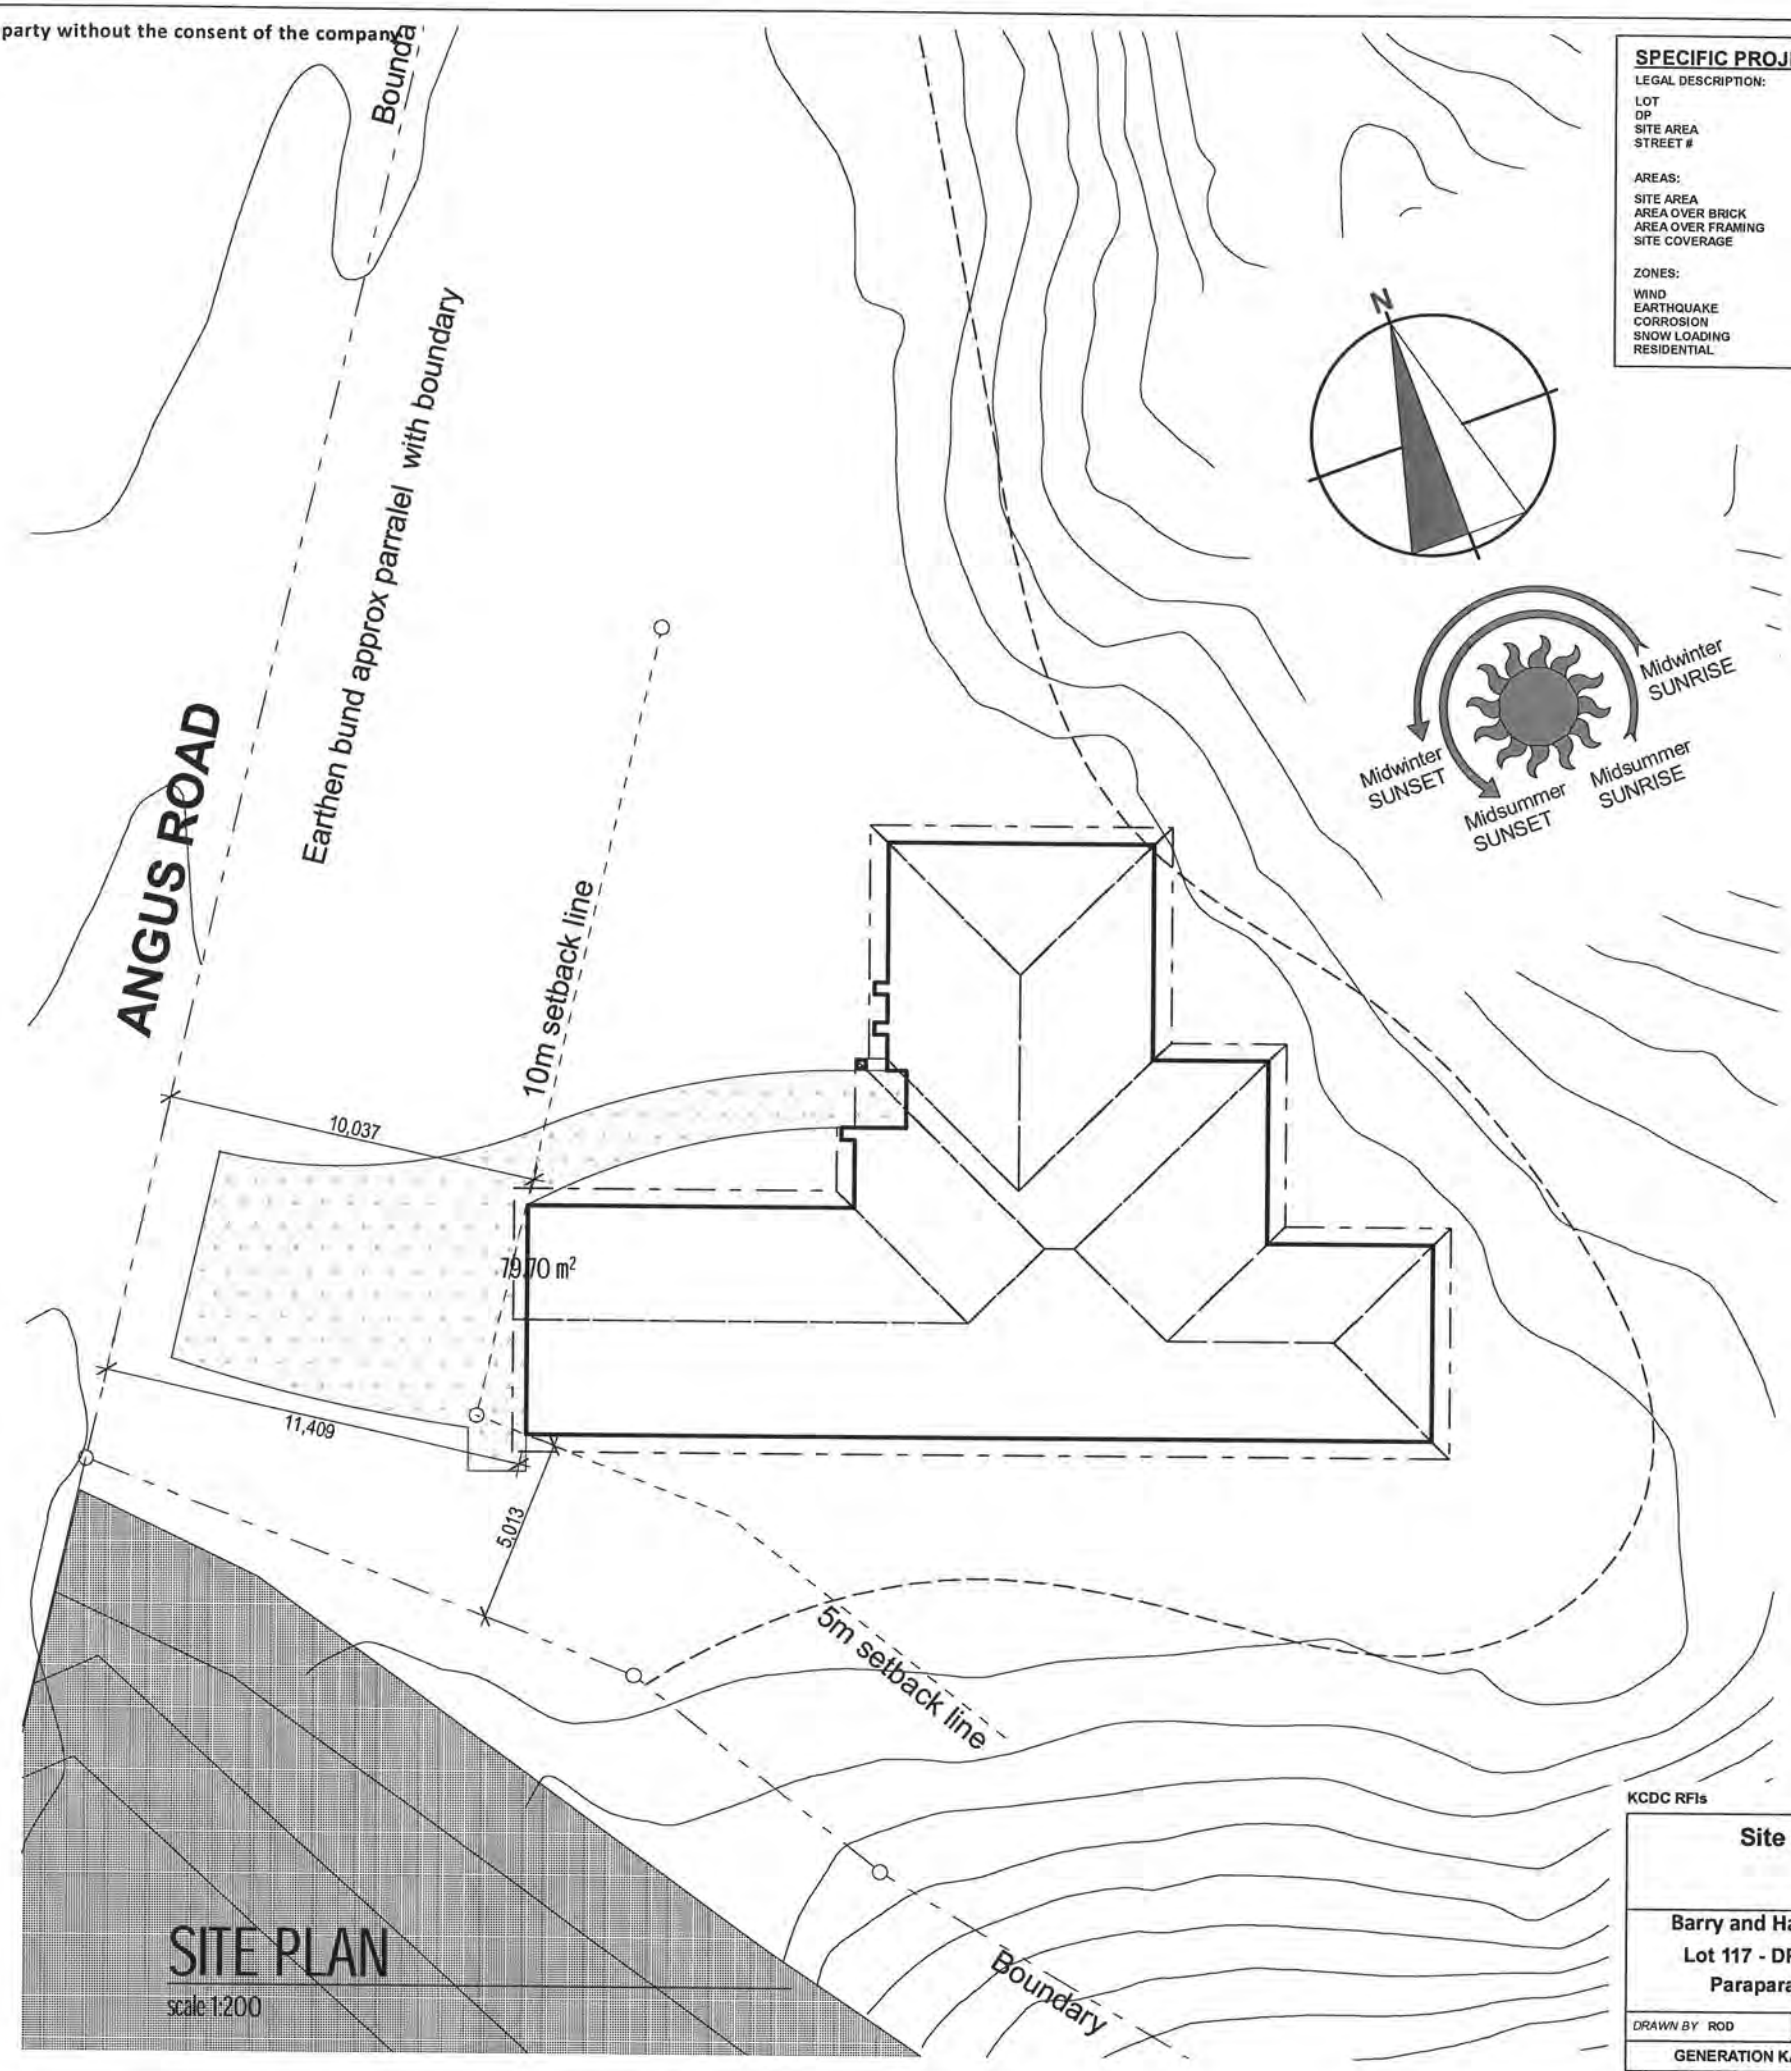 party without the consent of the company
Bounda
SPECIFIC PROJ
LEGAL DESCRIPTION:
LOT
DP
SITE AREA
STREET #
AREAS:
SITE AREA
AREA OVER BRICK
AREA OVER FRAMING
SITE COVERAGE
ZONES:
WIND
EARTHQUAKE
CORROSION
SNOW LOADING
RESIDENTIAL
N
Earthen bund approx parralel with boundary
Midwinter
SUNRISE
Midwinter
SUNSET
Midsummer
SUNRISE
Midsummer
SUNSET
ANGUS ROAD
10m setback line
10,037
79.70 m²
11,409
5,013
5m setback line
KCDC RFIs
Site
Barry and Ha
Lot 117 - DP
Parapara
DRAWN BY ROD
GENERATION K
SITE PLAN
scale 1:200
Boundary